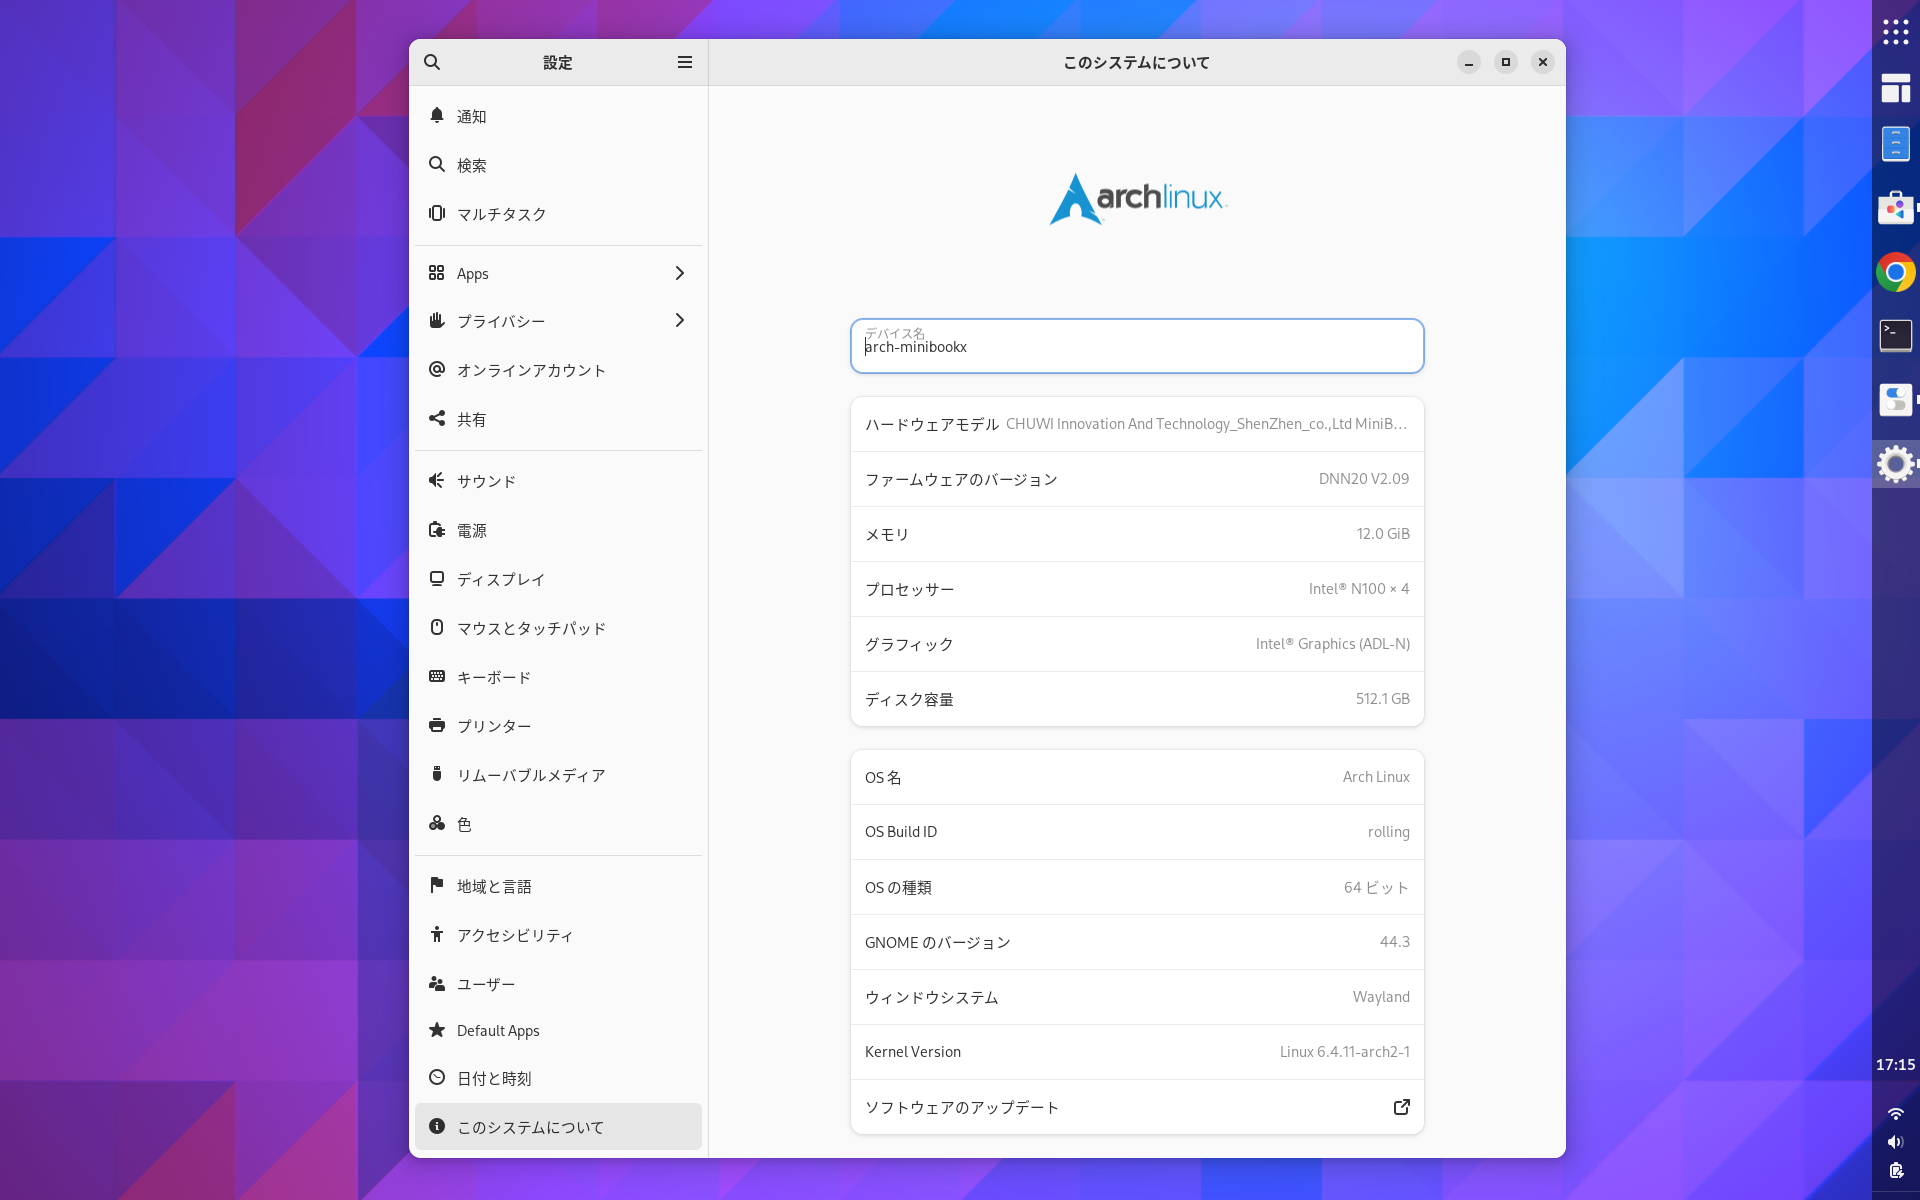 設定
このシステムについて
通知
検索
マルチタスク
Apps
プライバシー
オンラインアカウント
共有
サウンド
電源
ディスプレイ
マウスとタッチパッド
キーボード
プリンター
リムーバブルメディア
色
地域と言語
アクセシビリティ
ユーザー
Default Apps
日付と時刻
このシステムについて
archlinux
デバイス名
arch-minibookx
ハードウェアモデル CHUWI Innovation And Technology_ShenZhen_co.,Ltd MiniB...
ファームウェアのバージョン DNN20 V2.09
メモリ 12.0 GiB
プロセッサー Intel® N100 × 4
グラフィック Intel® Graphics (ADL-N)
ディスク容量 512.1 GB
OS 名 Arch Linux
OS Build ID rolling
OS の種類 64 ビット
GNOME のバージョン 44.3
ウィンドウシステム Wayland
Kernel Version Linux 6.4.11-arch2-1
ソフトウェアのアップデート
17:15